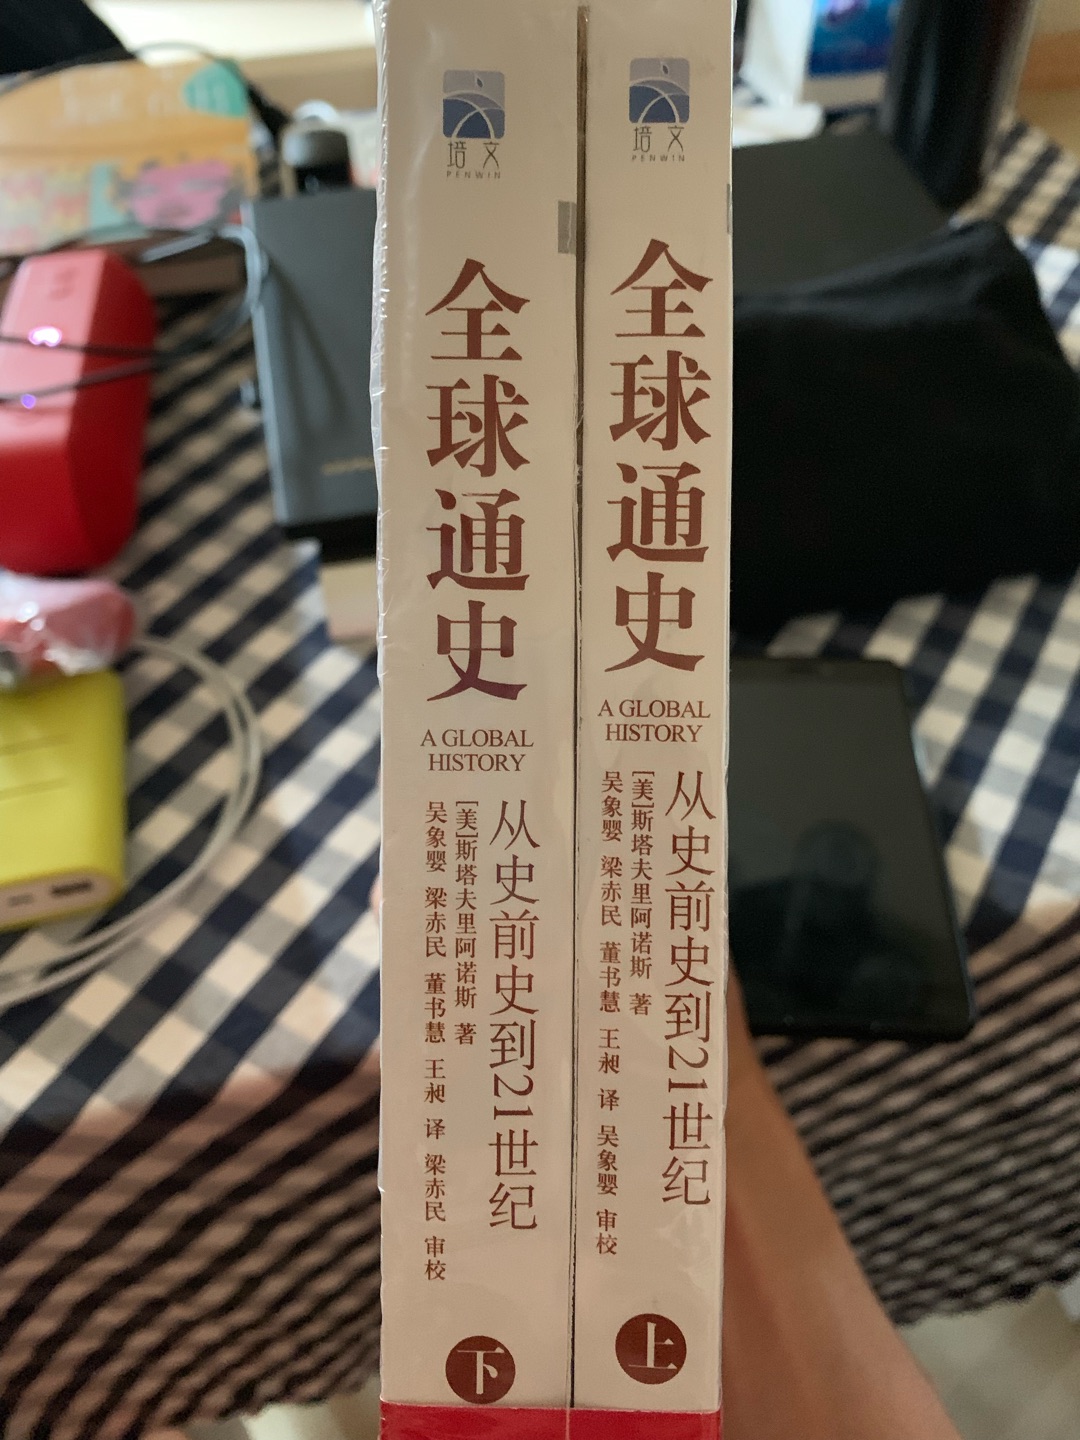 培文
PENWIN
全球通史
A GLOBAL
HISTORY
从史前史到21世纪
[美]斯塔夫里阿诺斯 著
吴象婴 梁赤民 董书慧 王昶 译 梁赤民 审校
下
培文
PENWIN
全球通史
A GLOBAL
HISTORY
从史前史到21世纪
[美]斯塔夫里阿诺斯 著
吴象婴 梁赤民 董书慧 王昶 译 吴象婴 审校
上